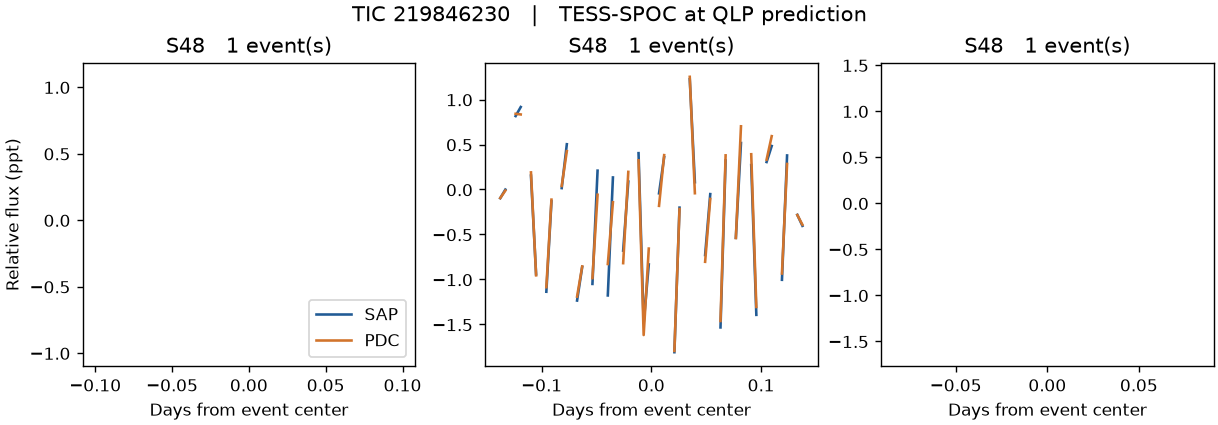 TIC 219846230 | TESS-SPOC at QLP prediction
S48 1 event(s)
S48 1 event(s)
S48 1 event(s)
Relative flux (ppt)
1.0
0.5
0.0
−0.5
−1.0
SAP
PDC
−0.10
−0.05
0.00
0.05
0.10
Days from event center
1.0
0.5
0.0
−0.5
−1.0
−1.5
−0.1
0.0
0.1
Days from event center
1.5
1.0
0.5
0.0
−0.5
−1.0
−1.5
−0.05
0.00
0.05
Days from event center